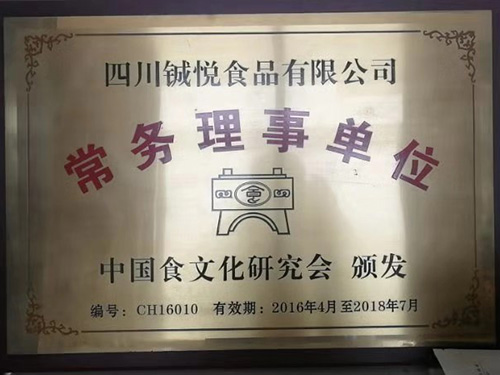 四川铖悦食品有限公司
常务理事单位
食
中国食文化研究会 颁发
编号：CH16010 有效期：2016年4月至2018年7月